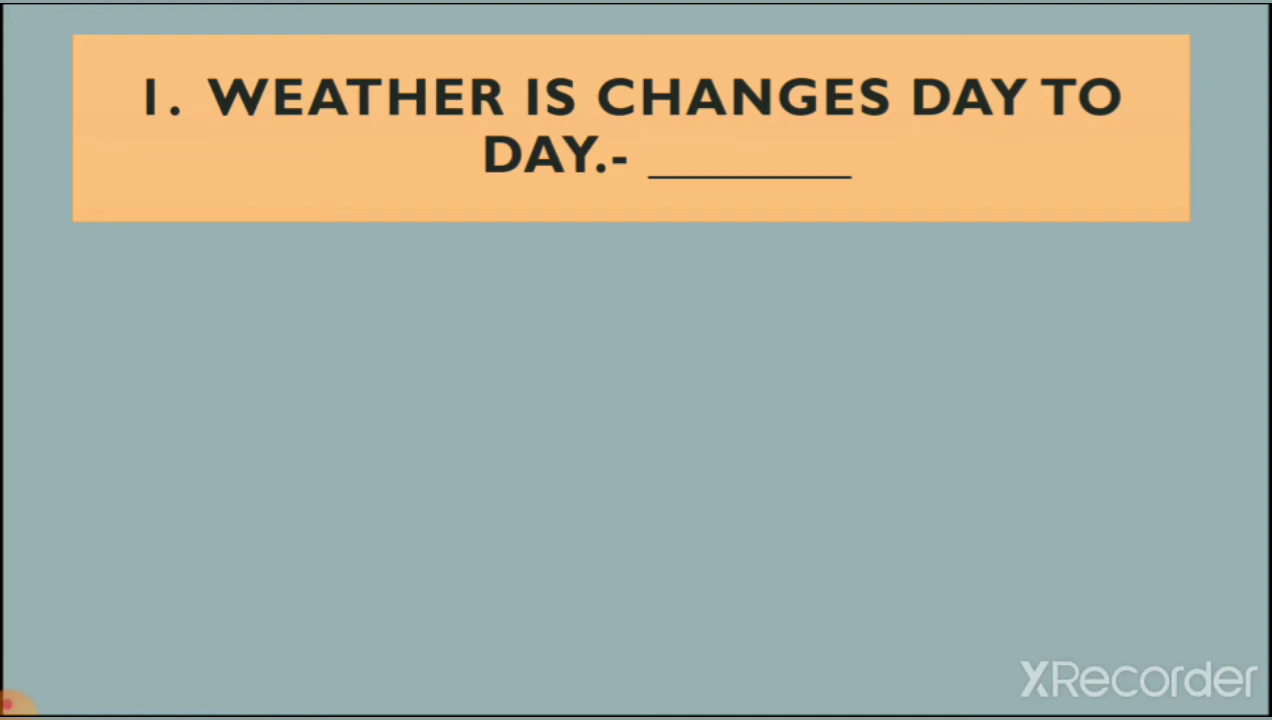 1. WEATHER IS CHANGES DAY TO
DAY.- ________
XRecorder